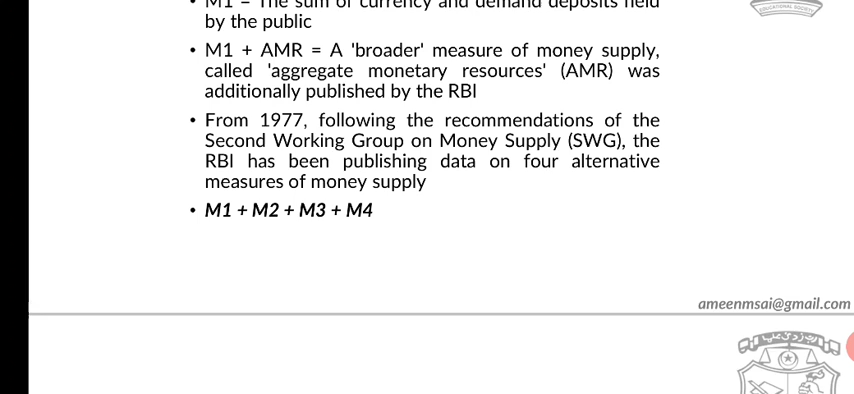 • M1 = The sum of currency and demand deposits held
by the public
EDUCATIONAL SOCIETY
• M1 + AMR = A 'broader' measure of money supply,
called 'aggregate monetary resources' (AMR) was
additionally published by the RBI
• From 1977, following the recommendations of the
Second Working Group on Money Supply (SWG), the
RBI has been publishing data on four alternative
measures of money supply
• M1 + M2 + M3 + M4
ameenmsai@gmail.com